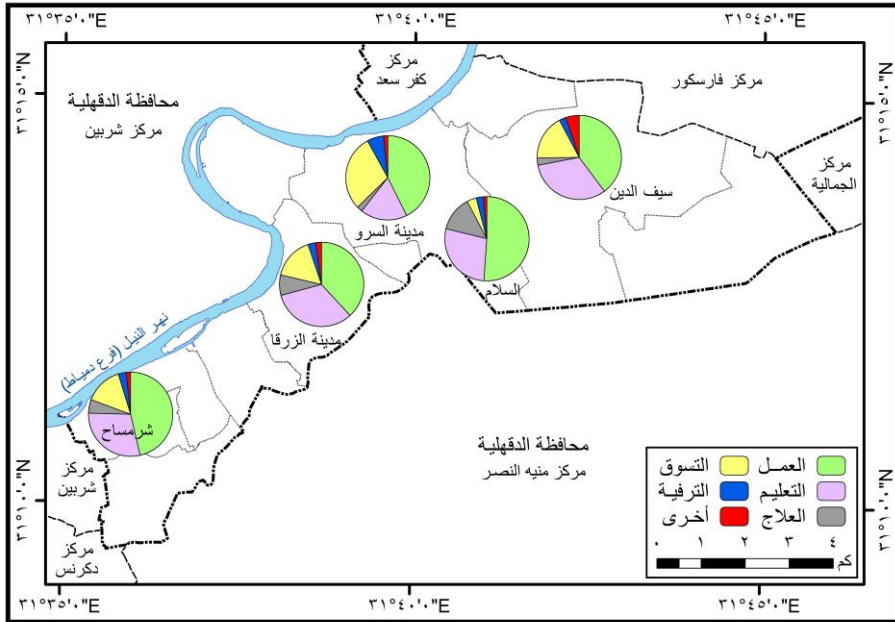 ٣١°٣٥'٠"E
٣١°٤٠'٠"E
٣١°٤٥'٠"E
٣١°١٥'٠"N
٣١°١٥'٠"N
مركز
كفر سعد
مركز فارسكور
محافظة الدقهلية
مركز شربين
مركز
الجمالية
سيف الدين
مدينة السرو
السلام
مدينة الزرقا
نهر النيل (فرع دمياط)
شرمساح
محافظة الدقهلية
مركز منيه النصر
مركز
شربين
مركز
دكرنس
العمـل
التسوق
التعليم
الترفية
العلاج
أخرى
٠ ١ ٢ ٣ ٤
كم
٣١°١٠'٠"N
٣١°١٠'٠"N
٣١°٣٥'٠"E
٣١°٤٠'٠"E
٣١°٤٥'٠"E